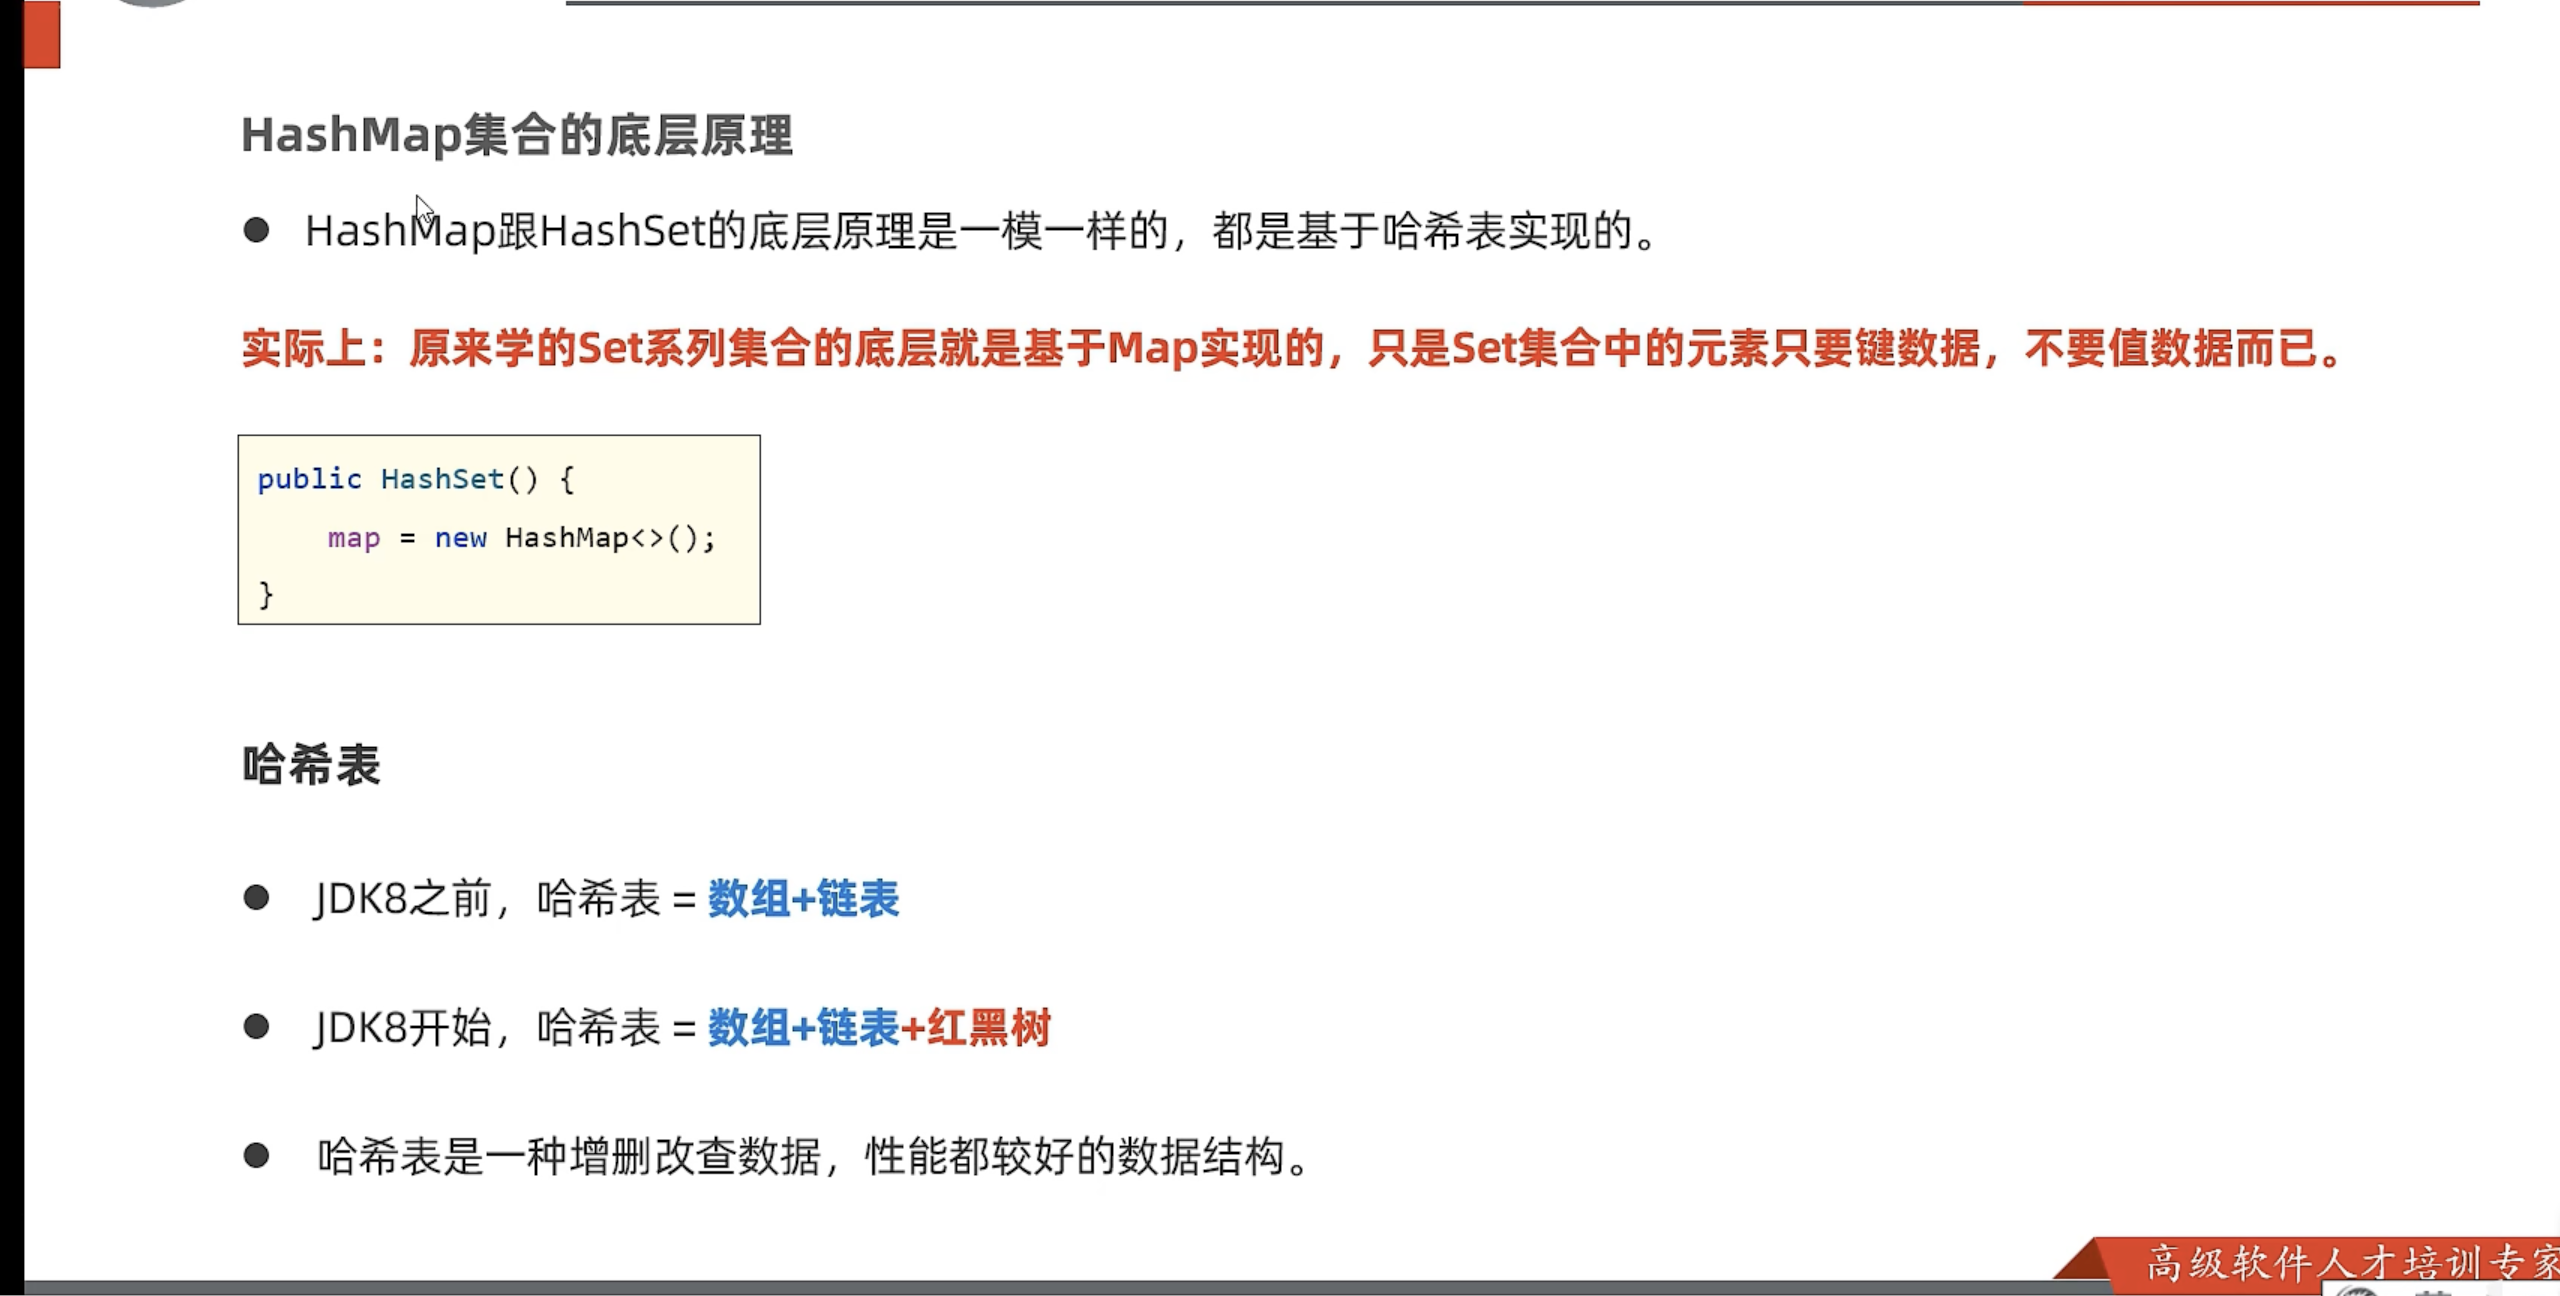 HashMap集合的底层原理
HashMap跟HashSet的底层原理是一模一样的，都是基于哈希表实现的。
实际上：原来学的Set系列集合的底层就是基于Map实现的，只是Set集合中的元素只要键数据，不要值数据而已。
public HashSet() {
map = new HashMap<>();
}
哈希表
JDK8之前，哈希表 = 数组+链表
JDK8开始，哈希表 = 数组+链表+红黑树
哈希表是一种增删改查数据，性能都较好的数据结构。
高级软件人才培训专家